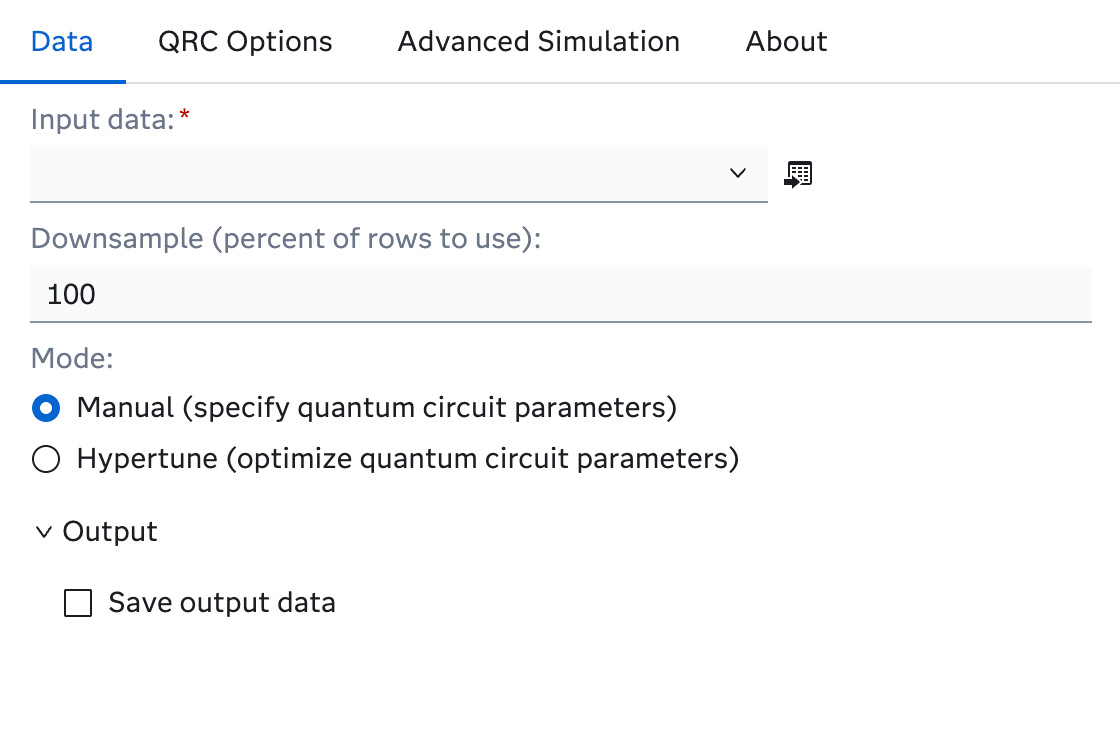 Data QRC Options Advanced Simulation About
Input data:*
Downsample (percent of rows to use):
100
Mode:
Manual (specify quantum circuit parameters)
Hypertune (optimize quantum circuit parameters)
Output
Save output data